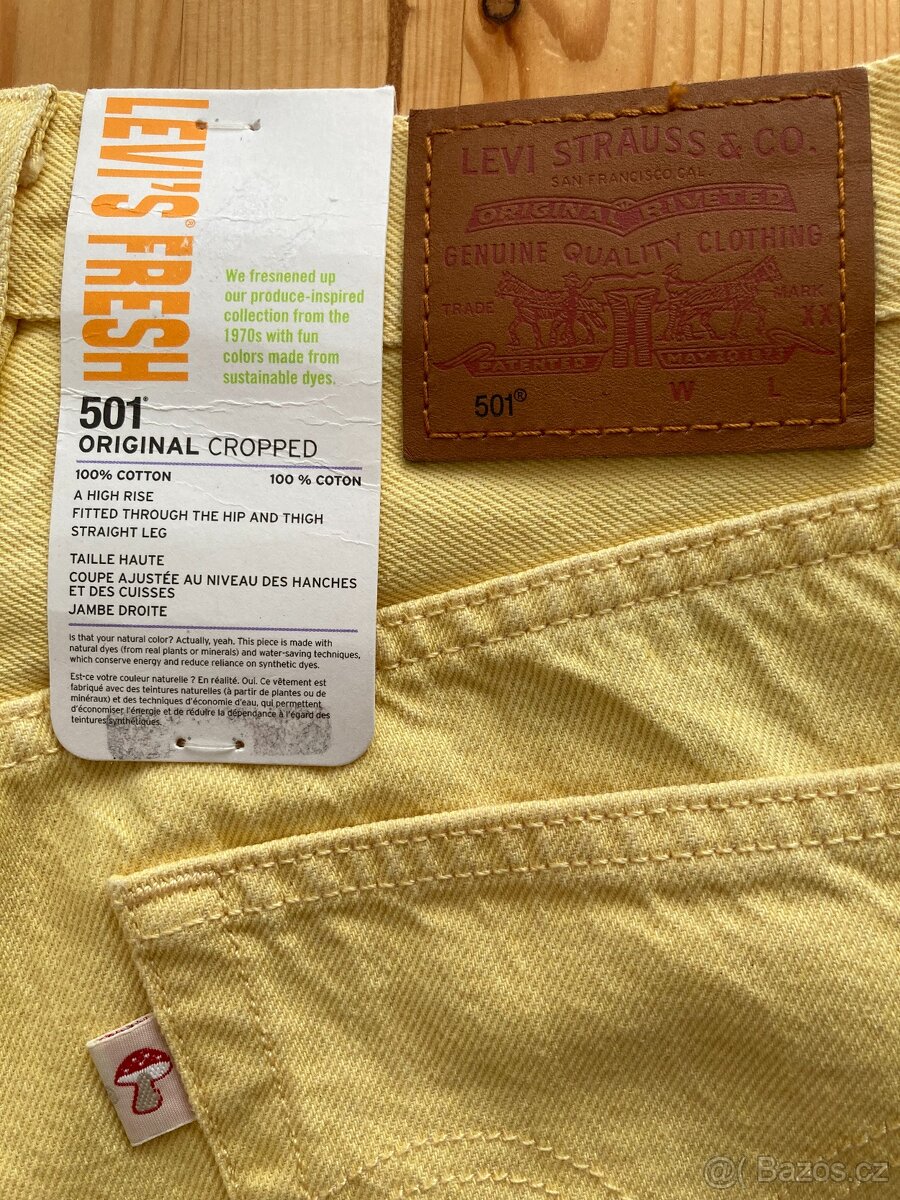 LEVI'S® FRESH
We freshened up
our produce-inspired
collection from the
1970s with fun
colors made from
sustainable dyes.
501®
ORIGINAL CROPPED
100% COTTON 100 % COTON
A HIGH RISE
FITTED THROUGH THE HIP AND THIGH
STRAIGHT LEG
TAILLE HAUTE
COUPE AJUSTÉE AU NIVEAU DES HANCHES
ET DES CUISSES
JAMBE DROITE
Is that your natural color? Actually, yeah. This piece is made with
natural dyes (from real plants or minerals) and water-saving techniques,
which conserve energy and reduce reliance on synthetic dyes.
Est-ce votre couleur naturelle ? En réalité. Oui. Ce vêtement est
fabriqué avec des teintures naturelles (à partir de plantes ou de
minéraux) et des techniques d'économie d'eau, qui permettent
d'économiser l'énergie et de réduire la dépendance à l'égard des
teintures synthétiques.
LEVI STRAUSS & CO.
SAN FRANCISCO CAL.
ORIGINAL RIVETED
GENUINE QUALITY CLOTHING
TRADE MARK
XX
PATENTED MAY 20 1873
W L
501®
@ Bazoš.cz